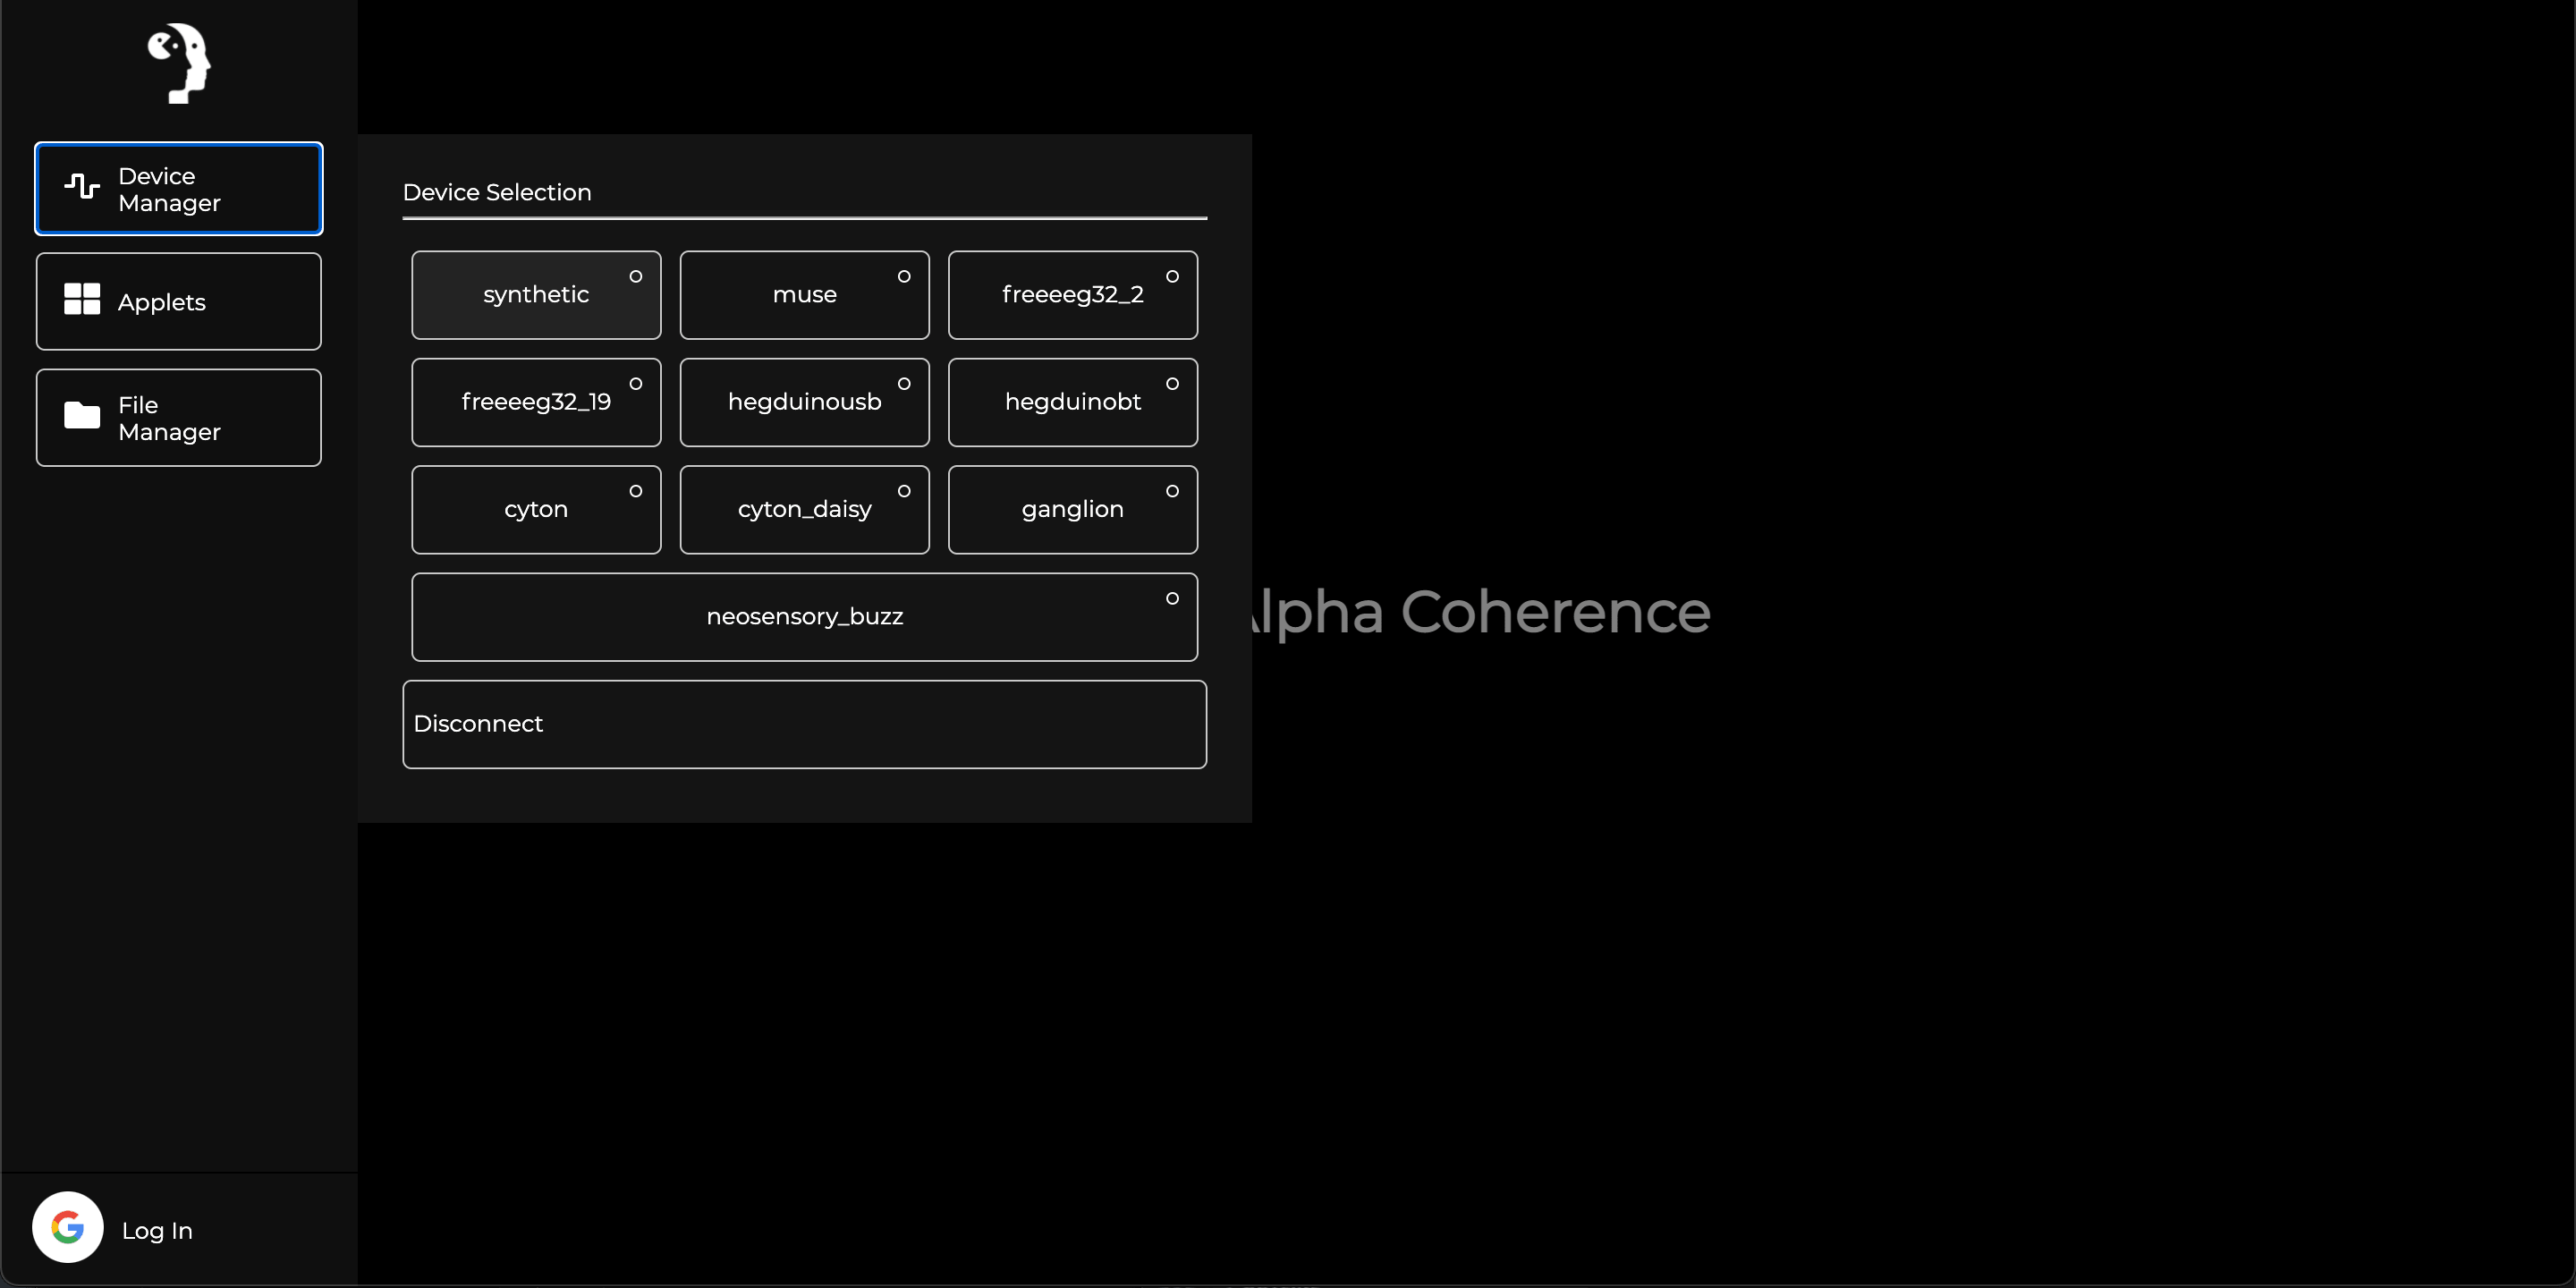 Device
Manager
Applets
File
Manager
Device Selection
synthetic
muse
freeeeg32_2
freeeeg32_19
hegduinousb
hegduinobt
cyton
cyton_daisy
ganglion
neosensory_buzz
Disconnect
lpha Coherence
Log In